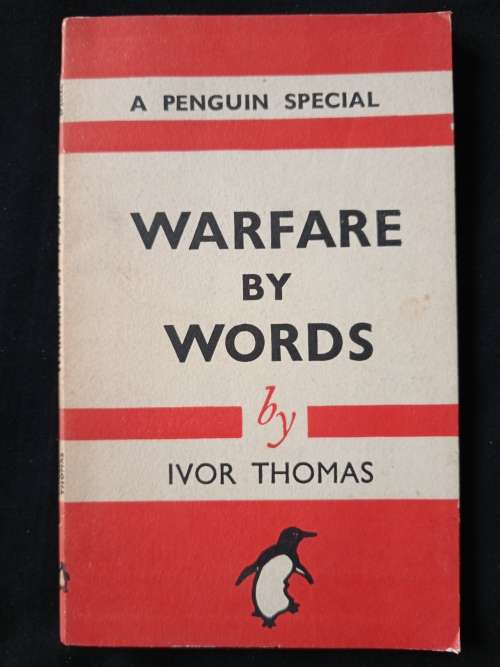 A PENGUIN SPECIAL
WARFARE
BY
WORDS
by
IVOR THOMAS